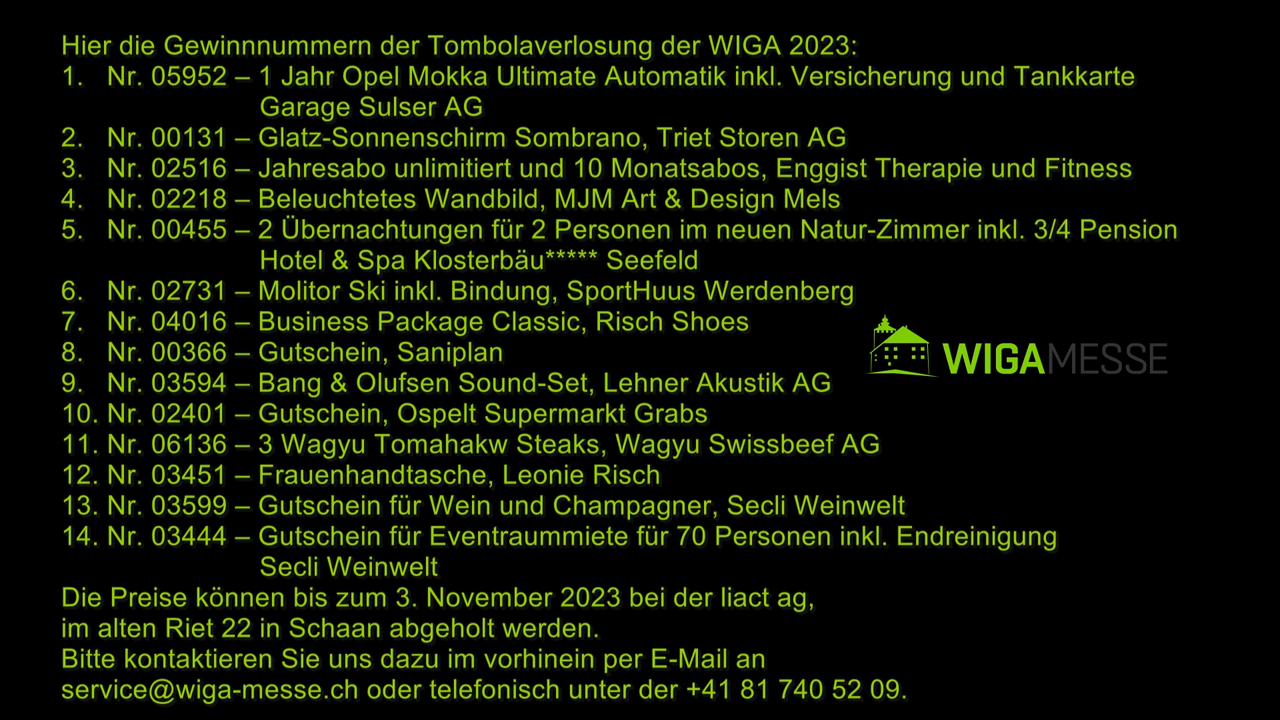 Hier die Gewinnnummern der Tombolaverlosung der WIGA 2023:
1. Nr. 05952 – 1 Jahr Opel Mokka Ultimate Automatik inkl. Versicherung und Tankkarte
Garage Sulser AG
2. Nr. 00131 – Glatz-Sonnenschirm Sombrano, Triet Storen AG
3. Nr. 02516 – Jahresabo unlimitiert und 10 Monatsabos, Enggist Therapie und Fitness
4. Nr. 02218 – Beleuchtetes Wandbild, MJM Art & Design Mels
5. Nr. 00455 – 2 Übernachtungen für 2 Personen im neuen Natur-Zimmer inkl. 3/4 Pension
Hotel & Spa Klosterbäu***** Seefeld
6. Nr. 02731 – Molitor Ski inkl. Bindung, SportHuus Werdenberg
7. Nr. 04016 – Business Package Classic, Risch Shoes
8. Nr. 00366 – Gutschein, Saniplan
9. Nr. 03594 – Bang & Olufsen Sound-Set, Lehner Akustik AG
WIGAMESSE
10. Nr. 02401 – Gutschein, Ospelt Supermarkt Grabs
11. Nr. 06136 – 3 Wagyu Tomahakw Steaks, Wagyu Swissbeef AG
12. Nr. 03451 – Frauenhandtasche, Leonie Risch
13. Nr. 03599 – Gutschein für Wein und Champagner, Secli Weinwelt
14. Nr. 03444 – Gutschein für Eventraummiete für 70 Personen inkl. Endreinigung
Secli Weinwelt
Die Preise können bis zum 3. November 2023 bei der liact ag,
im alten Riet 22 in Schaan abgeholt werden.
Bitte kontaktieren Sie uns dazu im vorhinein per E-Mail an
service@wiga-messe.ch oder telefonisch unter der +41 81 740 52 09.